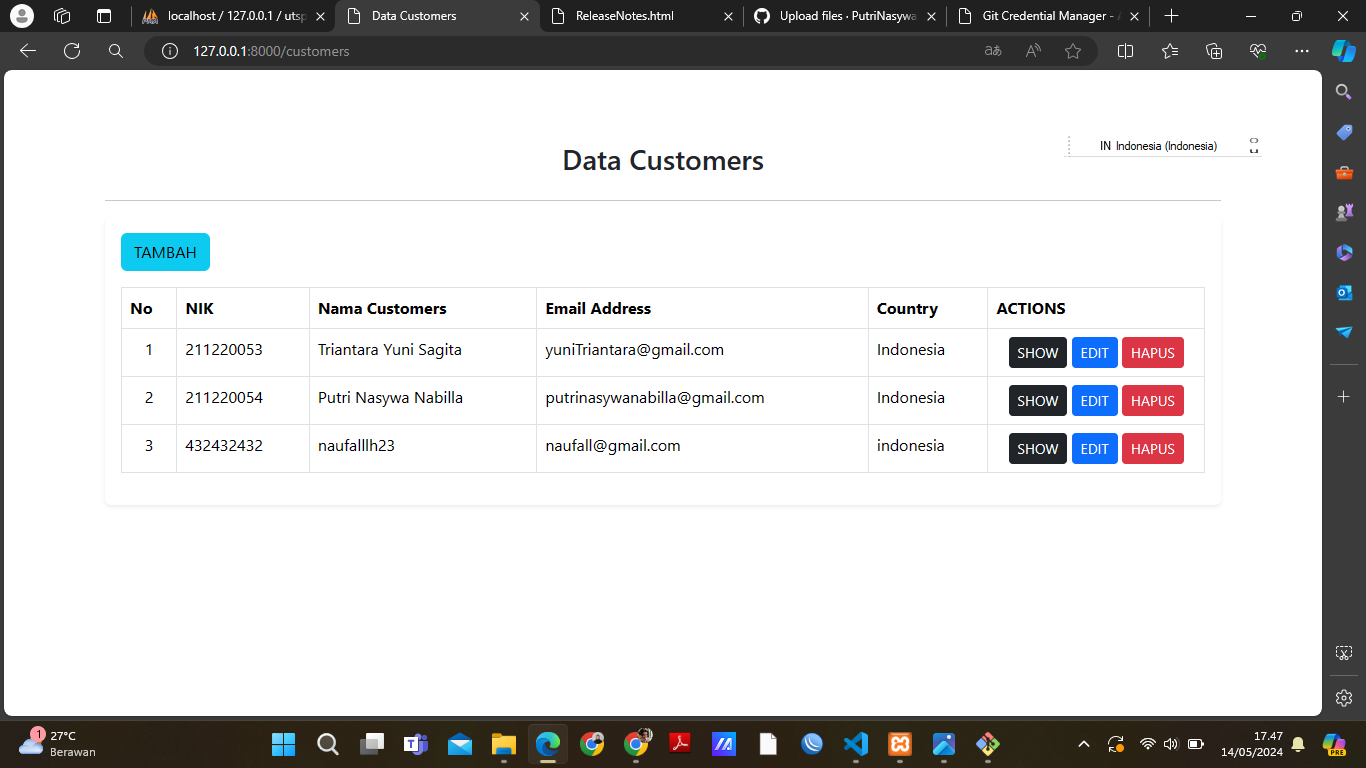 localhost / 127.0.0.1 / utsp
Data Customers
ReleaseNotes.html
Upload files · PutriNasywa
Git Credential Manager - A
127.0.0.1:8000/customers
Data Customers
IN Indonesia (Indonesia)
TAMBAH
No NIK Nama Customers Email Address Country ACTIONS
1 211220053 Triantara Yuni Sagita yuniTriantara@gmail.com Indonesia SHOW EDIT HAPUS
2 211220054 Putri Nasywa Nabilla putrinasywanabilla@gmail.com Indonesia SHOW EDIT HAPUS
3 432432432 naufalllh23 naufall@gmail.com indonesia SHOW EDIT HAPUS
1
27°C
Berawan
17.47
14/05/2024
PRE